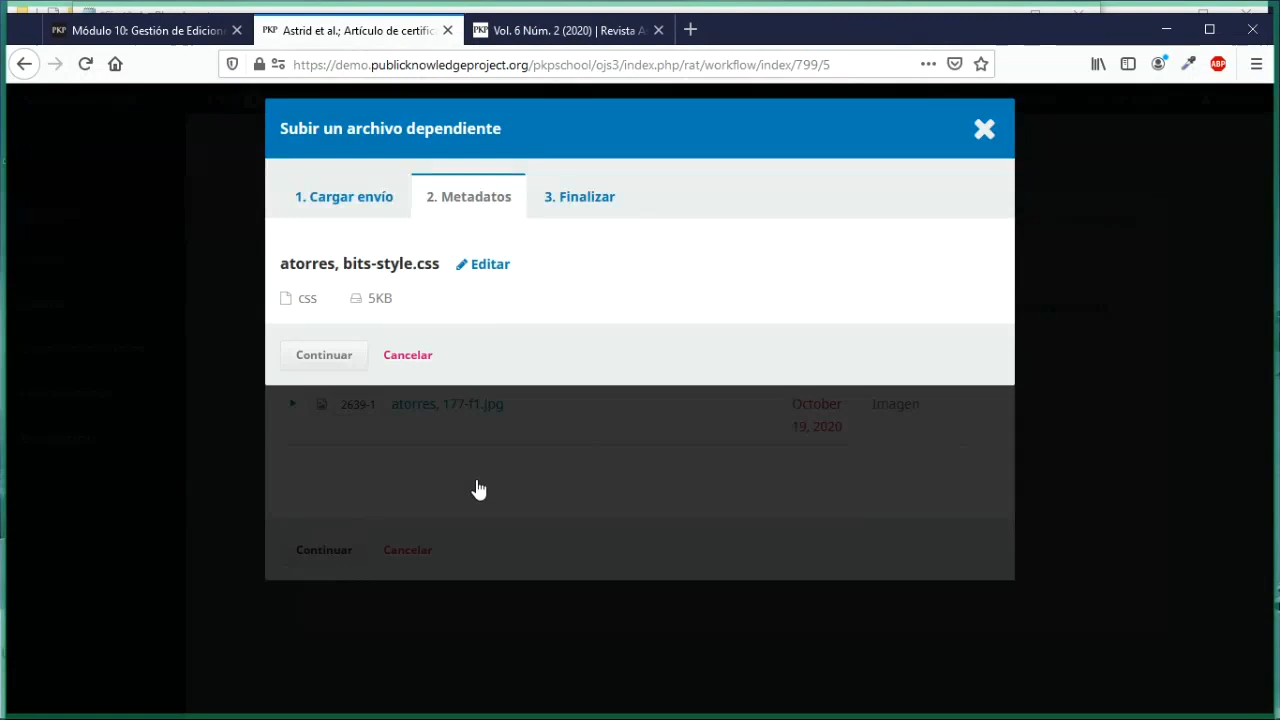 PKP Módulo 10: Gestión de Edicion
PKP Astrid et al.; Artículo de certific
PKP Vol. 6 Núm. 2 (2020) | Revista A
https://demo.publicknowledgeproject.org/pkpschool/ojs3/index.php/rat/workflow/index/799/5
ABP
Subir un archivo dependiente
1. Cargar envío
2. Metadatos
3. Finalizar
atorres, bits-style.css
Editar
css
5KB
Continuar
Cancelar
2639-1 atorres, 177-f1.jpg October Imagen
19, 2020
Continuar
Cancelar